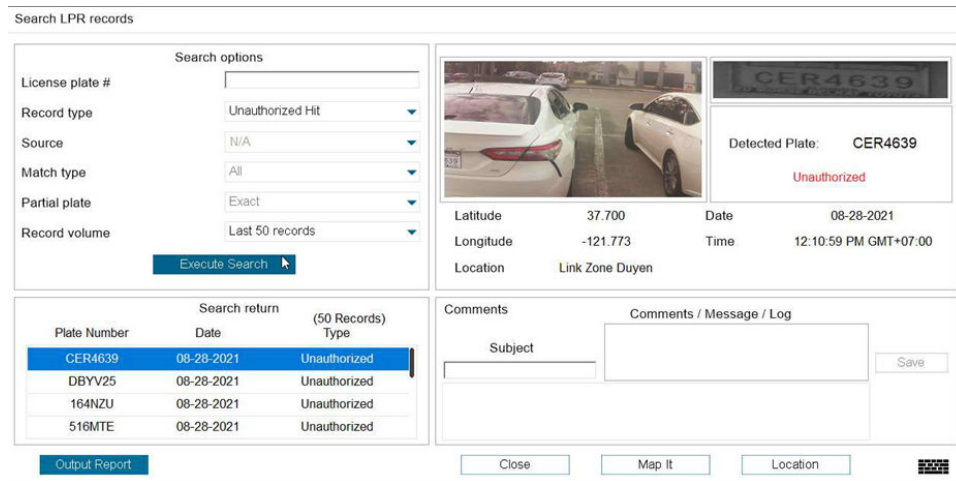 Search LPR records
Search options
License plate #
Record type Unauthorized Hit
Source N/A
Match type All
Partial plate Exact
Record volume Last 50 records
Execute Search
CER4639
Detected Plate: CER4639
Unauthorized
Latitude 37.700 Date 08-28-2021
Longitude -121.773 Time 12:10:59 PM GMT+07:00
Location Link Zone Duyen
Search return (50 Records)
Plate Number Date Type
CER4639 08-28-2021 Unauthorized
DBYV25 08-28-2021 Unauthorized
164NZU 08-28-2021 Unauthorized
516MTE 08-28-2021 Unauthorized
Comments
Comments / Message / Log
Subject
Save
Output Report
Close
Map It
Location